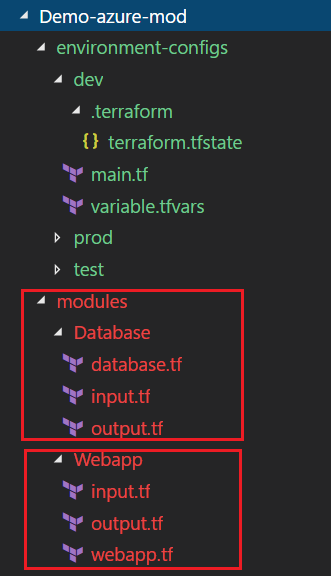 Demo-azure-mod
environment-configs
dev
.terraform
{ } terraform.tfstate
main.tf
variable.tfvars
prod
test
modules
Database
database.tf
input.tf
output.tf
Webapp
input.tf
output.tf
webapp.tf